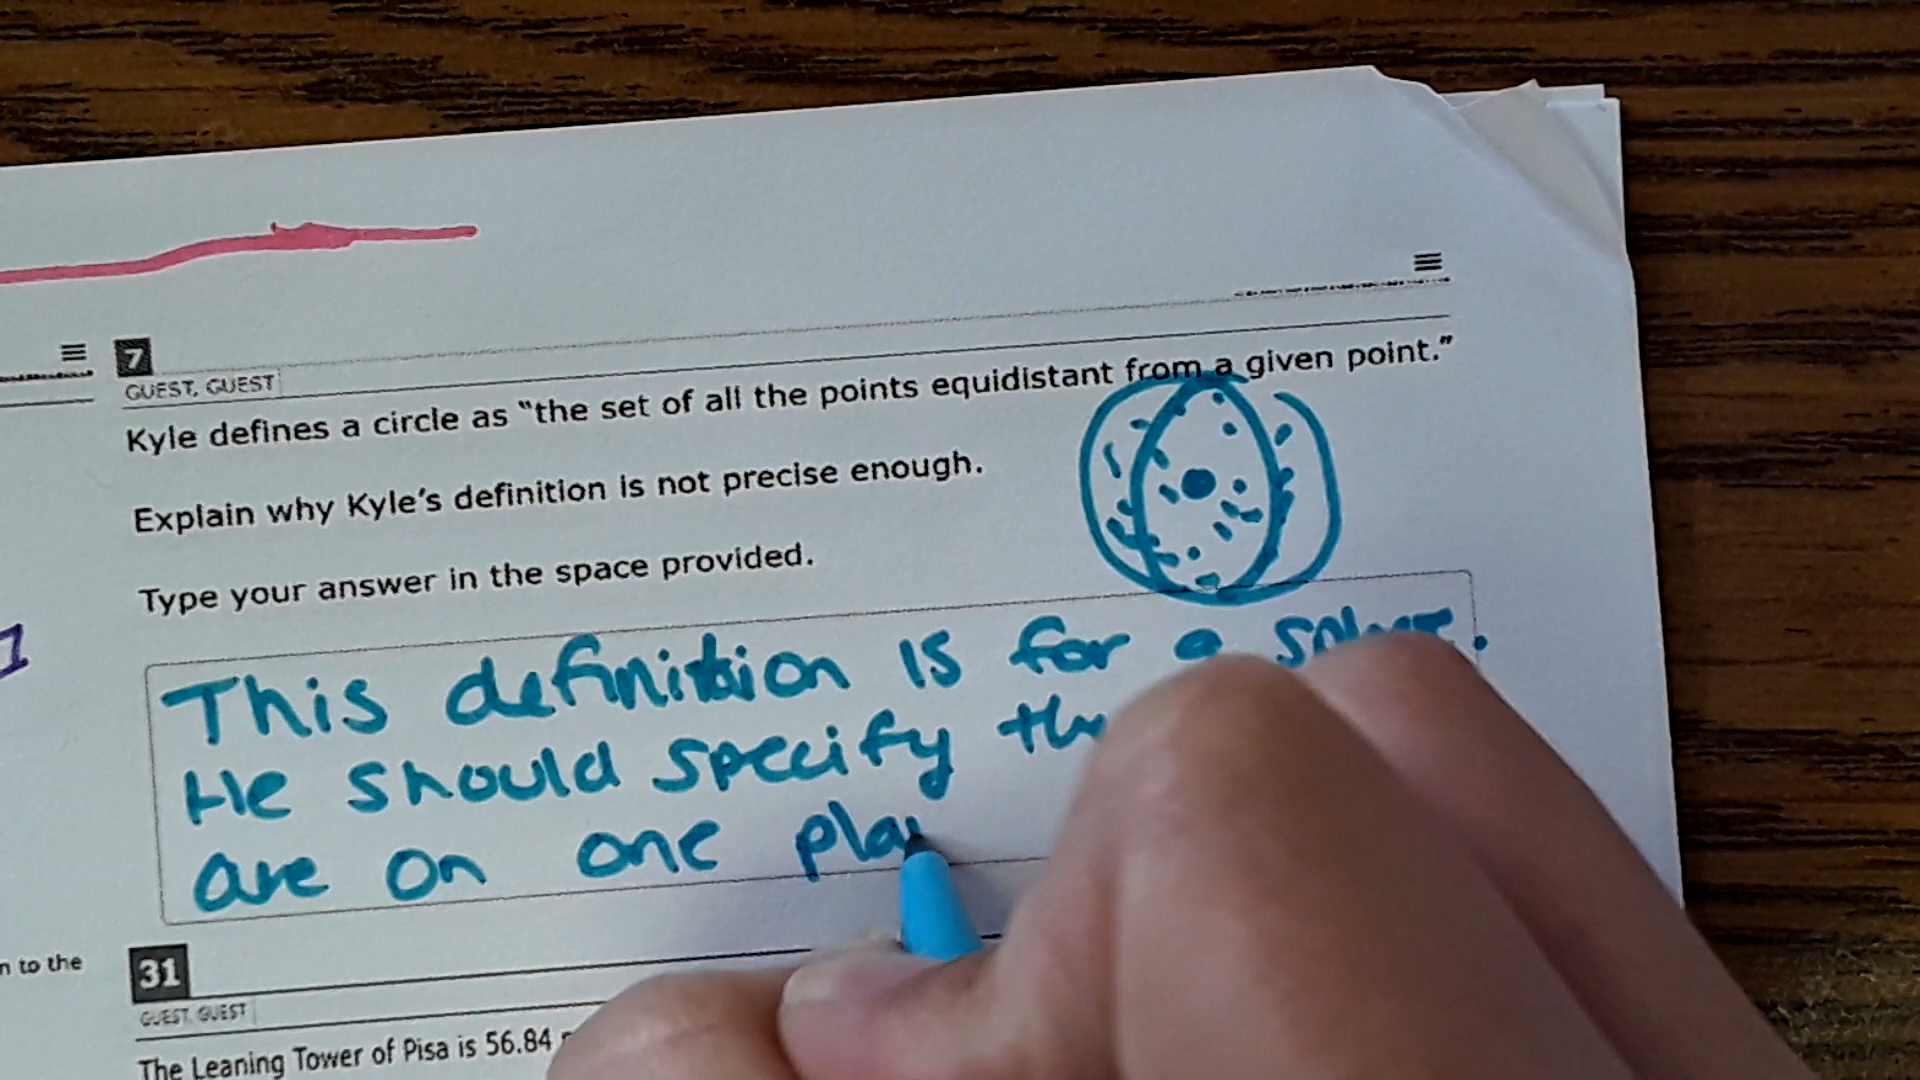 7
GUEST, GUEST
Kyle defines a circle as “the set of all the points equidistant from a given point.”
Explain why Kyle’s definition is not precise enough.
Type your answer in the space provided.
This definition is for a
He should specify
are on one
n to the
31
GUEST, GUEST
The Leaning Tower of Pisa is 56.84